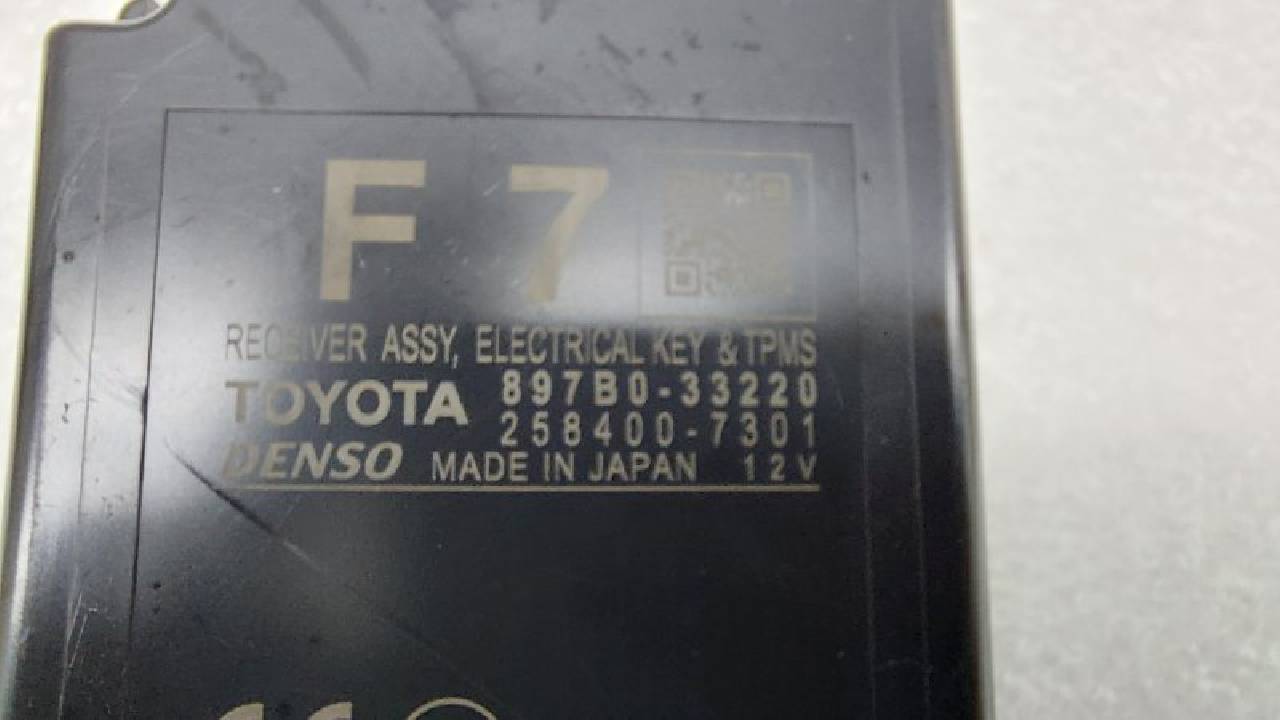 F 7
RECEIVER ASSY, ELECTRICAL KEY & TPMS
TOYOTA 897B0-33220
258400-7301
DENSO MADE IN JAPAN 12V